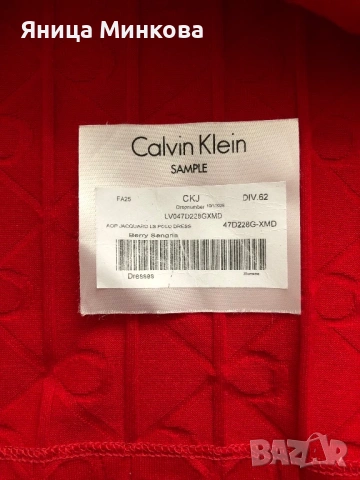 Яница Минкова
Calvin Klein
SAMPLE
FA25 CKJ DIV.62
LV047D228GXMD
AOP JACQUARD LS POLO DRESS 47D228G-XMD
Berry Sangria
Dresses
BAZAR